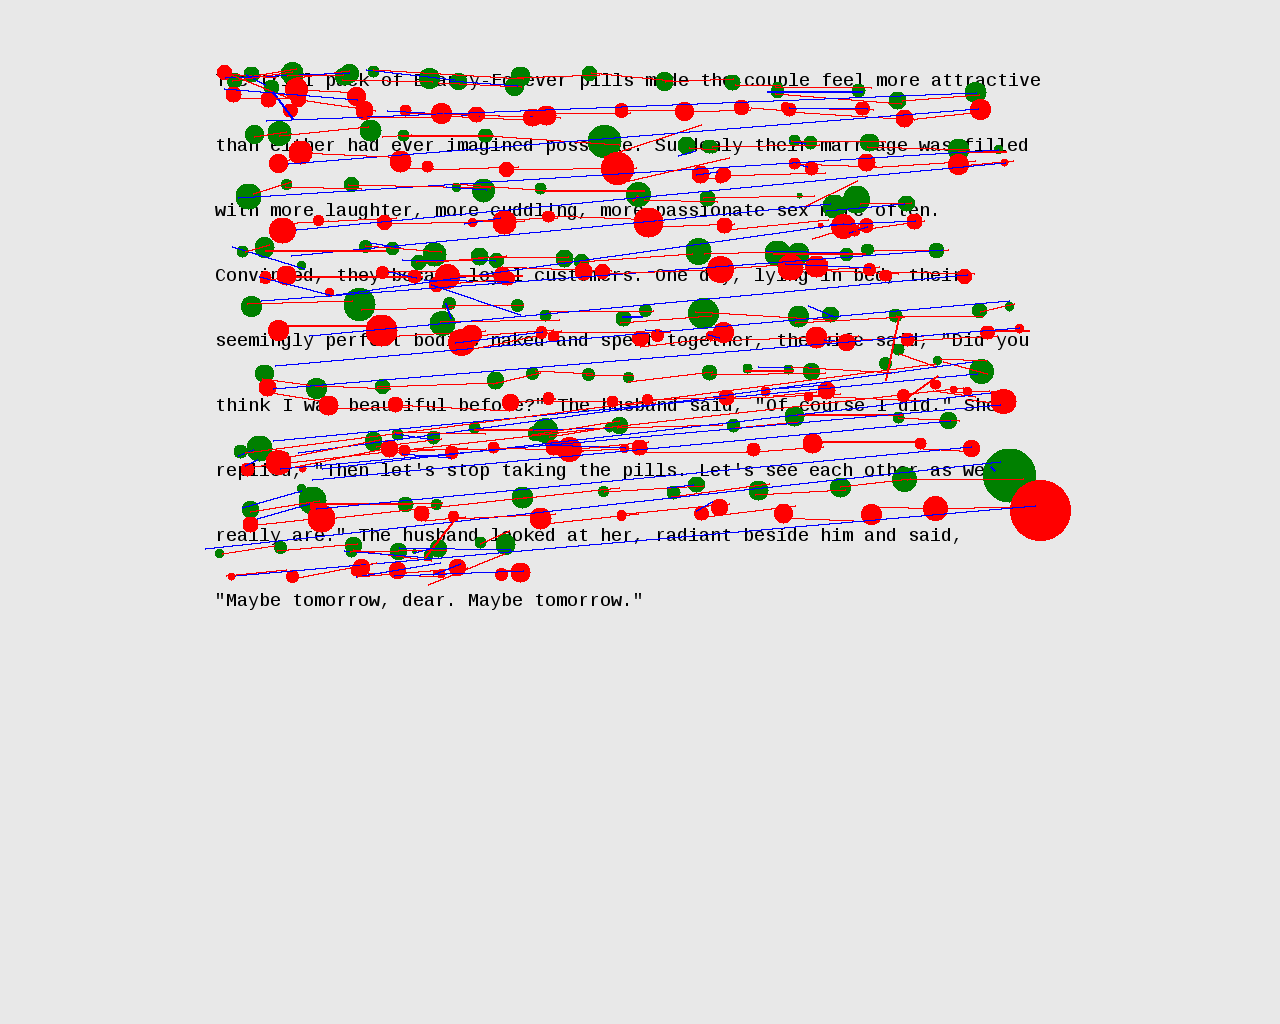 pack of Beauty-Forever pills made the couple feel more attractive
than either had ever imagined possible. Suddenly their marriage was filled
with more laughter, more cuddling, more passionate sex more often.
Convinced, they became loyal customers. One day, lying in bed, their
seemingly perfect bodies naked and spent together, the wife said, "Did you
think I was beautiful before?" The husband said, "Of course I did." She
replied, "Then let's stop taking the pills. Let's see each other as we
really are." The husband looked at her, radiant beside him and said,
"Maybe tomorrow, dear. Maybe tomorrow."